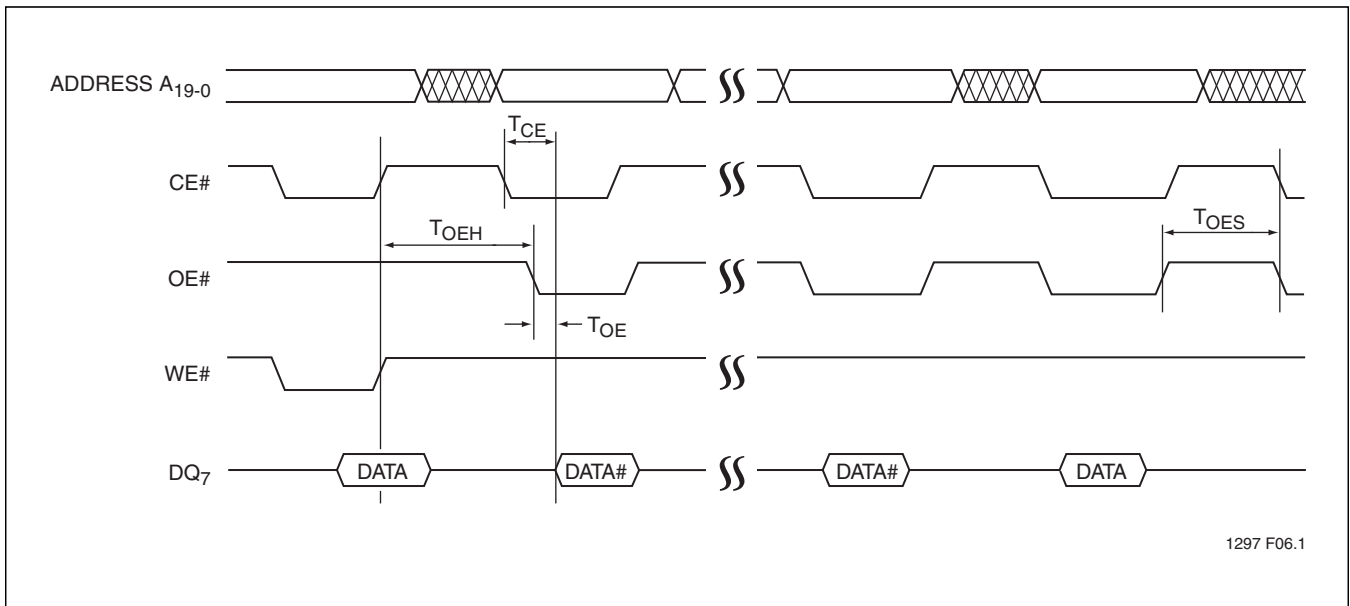 ADDRESS A19-0
TCE
CE#
TOEH
TOES
OE#
TOE
WE#
DQ7
DATA
DATA#
DATA#
DATA
1297 F06.1